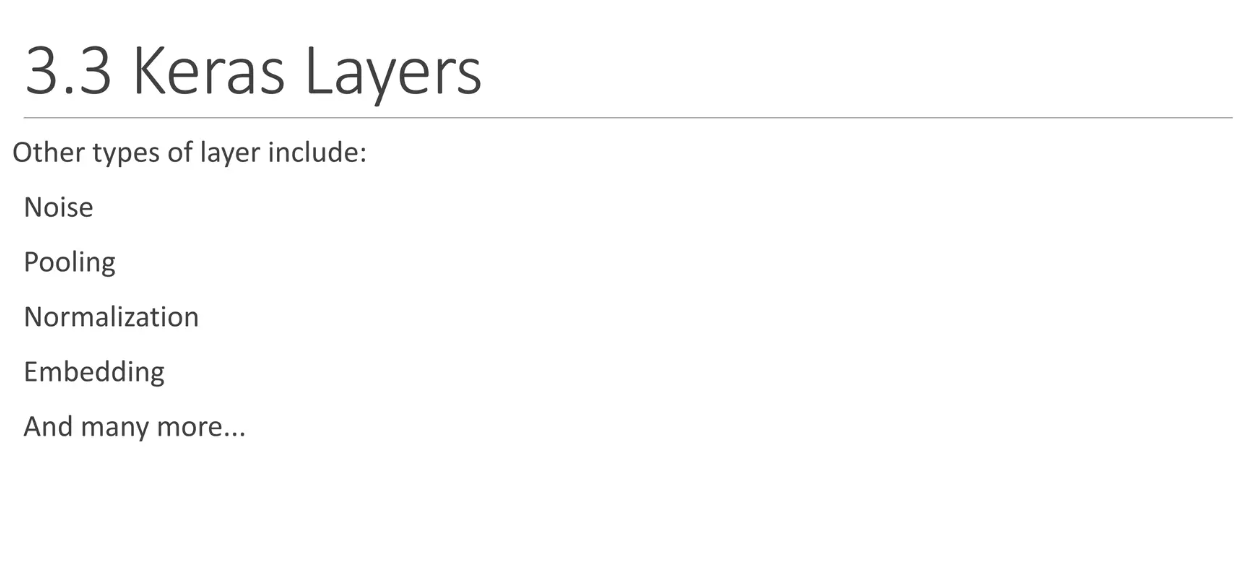 3.3 Keras Layers
Other types of layer include:
Noise
Pooling
Normalization
Embedding
And many more...